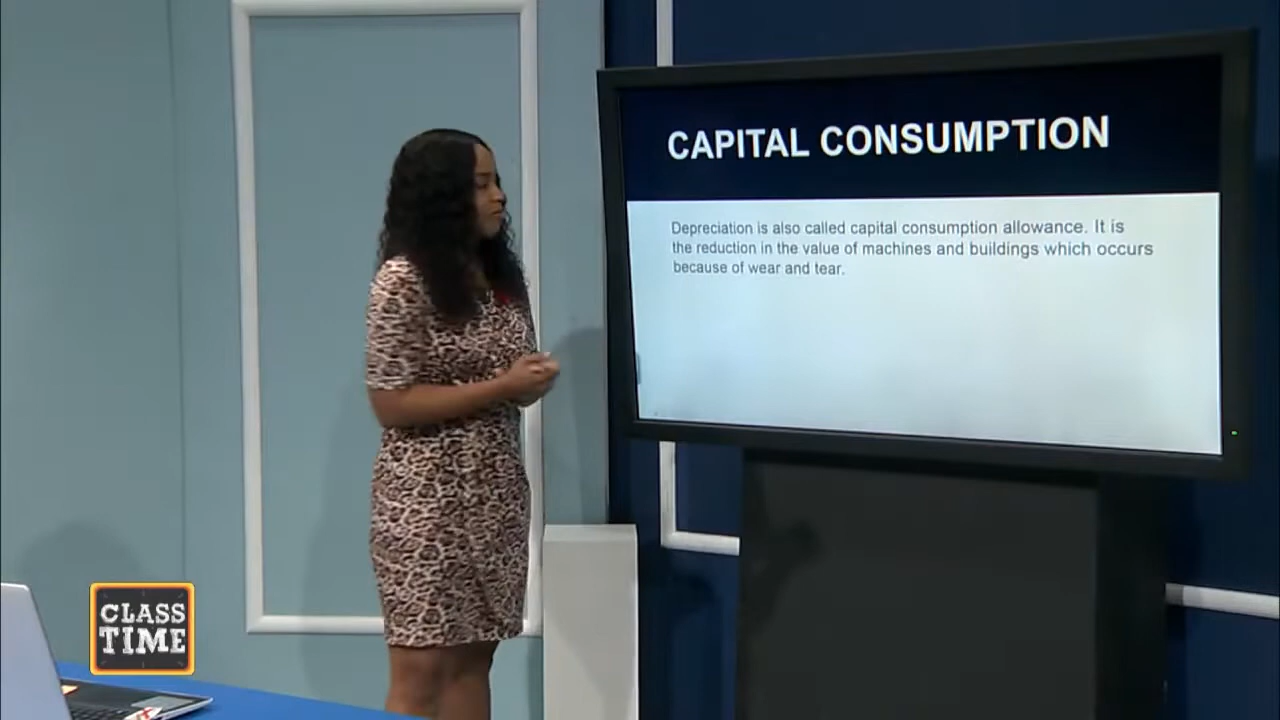 CAPITAL CONSUMPTION
Depreciation is also called capital consumption allowance. It is
the reduction in the value of machines and buildings which occurs
because of wear and tear.
CLASS
TIME